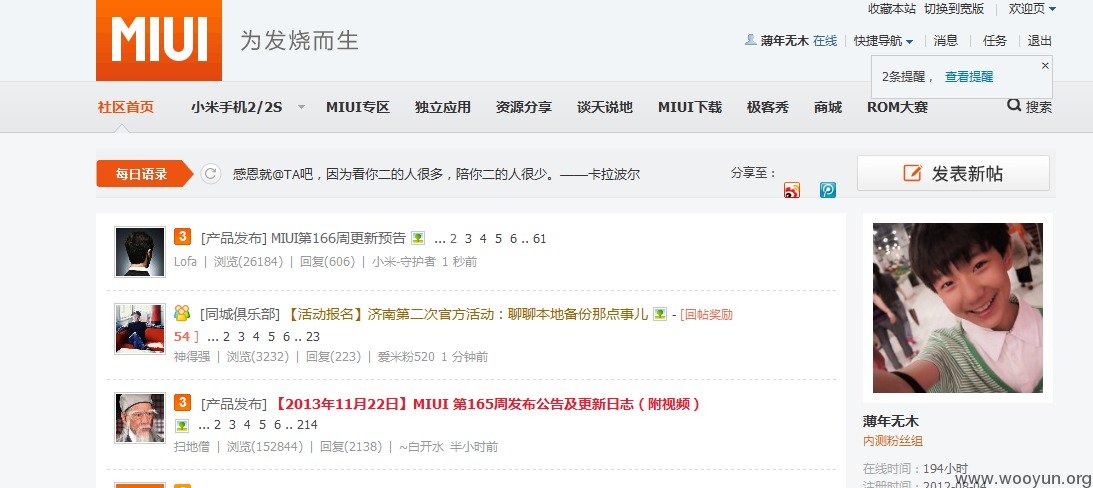 收藏本站 切换到宽版 | 欢迎页
MIUI 为发烧而生
薄年无木 在线 | 快捷导航 | 消息 | 任务 | 退出
2条提醒， 查看提醒 ×
社区首页 小米手机2/2S MIUI专区 独立应用 资源分享 谈天说地 MIUI下载 极客秀 商城 ROM大赛 搜索
每日语录 感恩就@TA吧，因为看你二的人很多，陪你二的人很少。——卡拉波尔 分享至： 发表新帖
3 [产品发布] MIUI第166周更新预告 ... 2 3 4 5 6 .. 61
Lofa | 浏览(26184) | 回复(606) | 小米-守护者 1 秒前
[同城俱乐部] 【活动报名】济南第二次官方活动：聊聊本地备份那点事儿 - [回帖奖励
54 ] ... 2 3 4 5 6 .. 23
神得强 | 浏览(3232) | 回复(223) | 爱米粉520 1 分钟前
3 [产品发布] 【2013年11月22日】MIUI 第165周发布公告及更新日志（附视频）
... 2 3 4 5 6 .. 214
扫地僧 | 浏览(152844) | 回复(2138) | ~白开水 半小时前
薄年无木
内测粉丝组
在线时间：194小时
注册时间：2012-08-04
www.wooyun.org